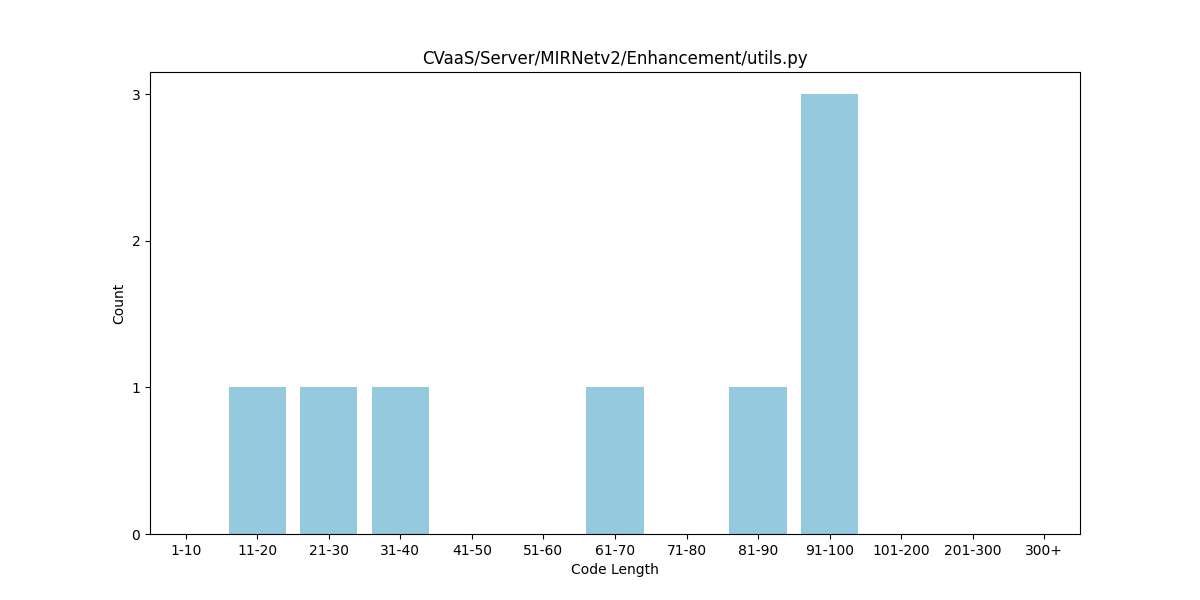 CVaaS/Server/MIRNetv2/Enhancement/utils.py
3
2
1
0
Count
1-10 11-20 21-30 31-40 41-50 51-60 61-70 71-80 81-90 91-100 101-200 201-300 300+
Code Length